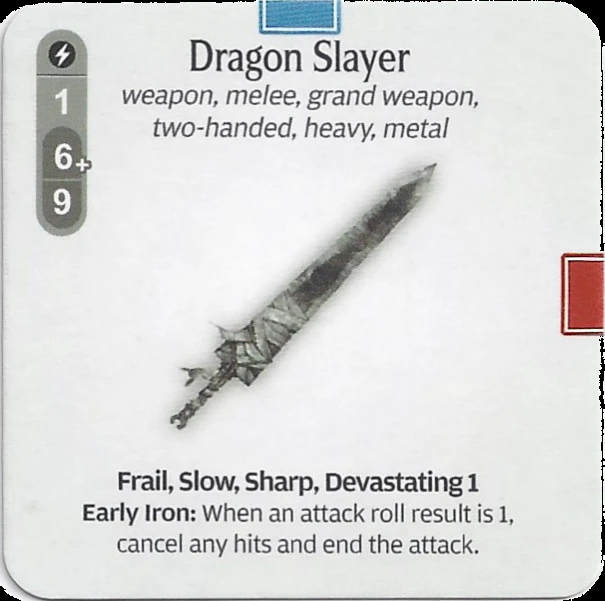 Dragon Slayer
weapon, melee, grand weapon,
two-handed, heavy, metal
1
6+
9
Frail, Slow, Sharp, Devastating 1
Early Iron: When an attack roll result is 1,
cancel any hits and end the attack.